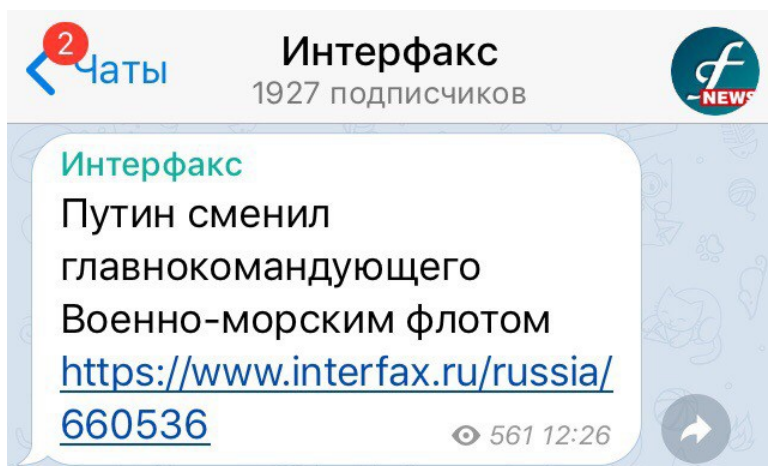 2
Чаты
Интерфакс
1927 подписчиков
NEWS
Интерфакс
Путин сменил
главнокомандующего
Военно-морским флотом
https://www.interfax.ru/russia/
660536
561 12:26